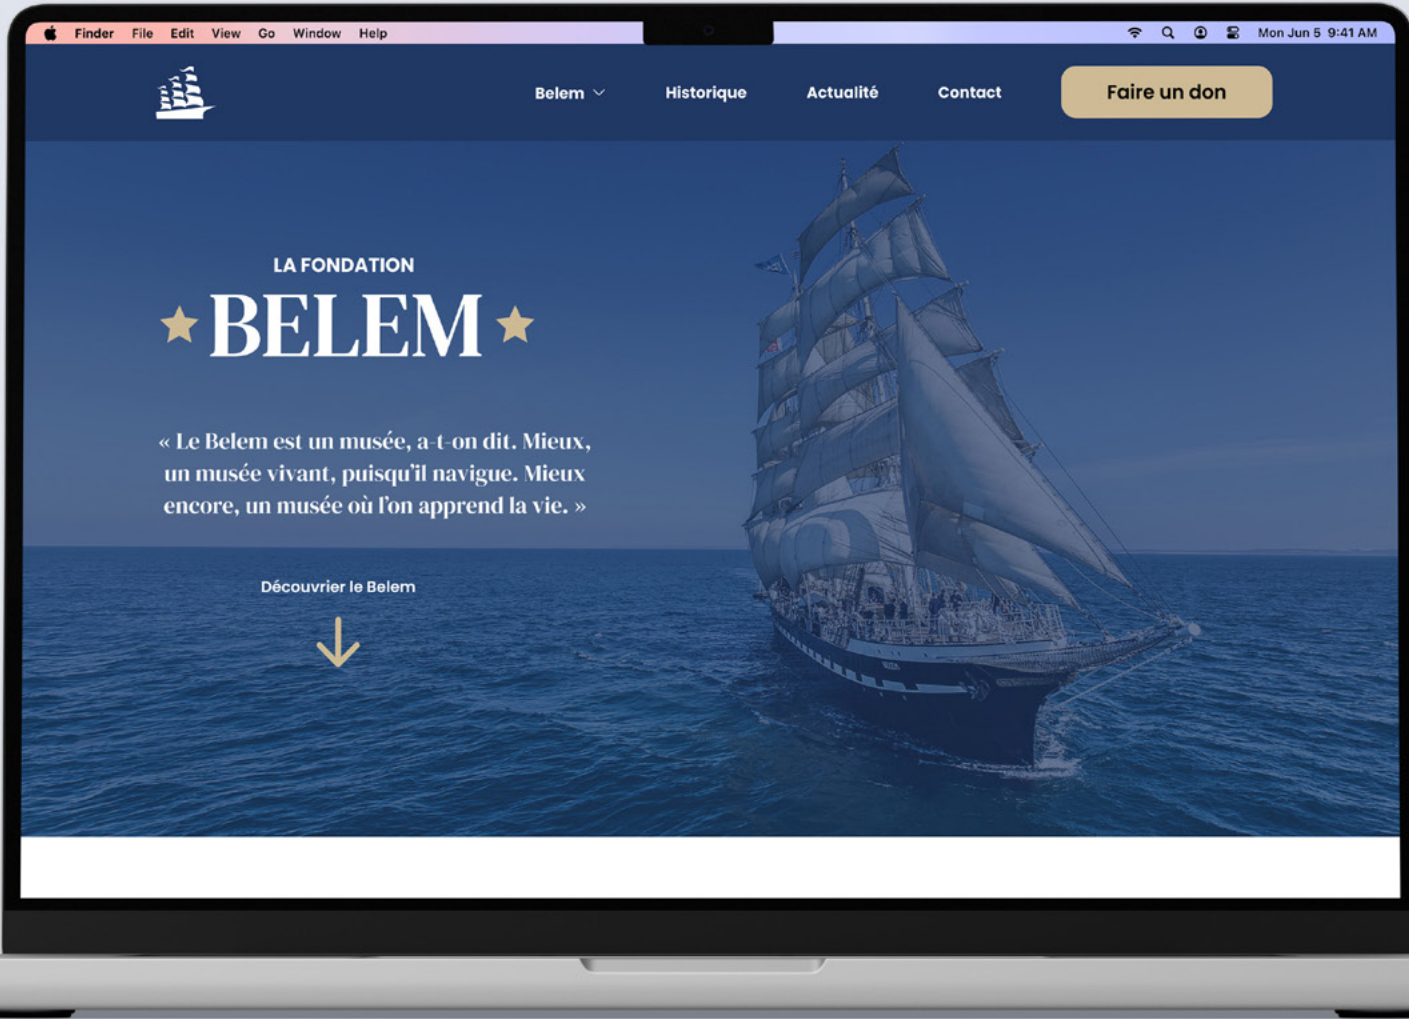 Finder File Edit View Go Window Help
Mon Jun 5 9:41 AM
Belem Historique Actualité Contact Faire un don
LA FONDATION
BELEM
« Le Belem est un musée, a-t-on dit. Mieux,
un musée vivant, puisqu’il navigue. Mieux
encore, un musée où l’on apprend la vie. »
Découvrier le Belem